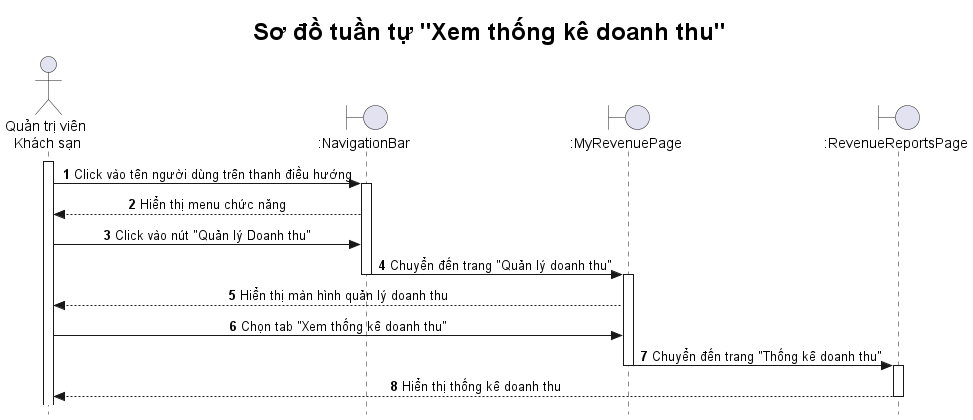 Sơ đồ tuần tự "Xem thống kê doanh thu"
Quản trị viên
Khách sạn
:NavigationBar
:MyRevenuePage
:RevenueReportsPage
1 Click vào tên người dùng trên thanh điều hướng
2 Hiển thị menu chức năng
3 Click vào nút "Quản lý Doanh thu"
4 Chuyển đến trang "Quản lý doanh thu"
5 Hiển thị màn hình quản lý doanh thu
6 Chọn tab "Xem thống kê doanh thu"
7 Chuyển đến trang "Thống kê doanh thu"
8 Hiển thị thống kê doanh thu